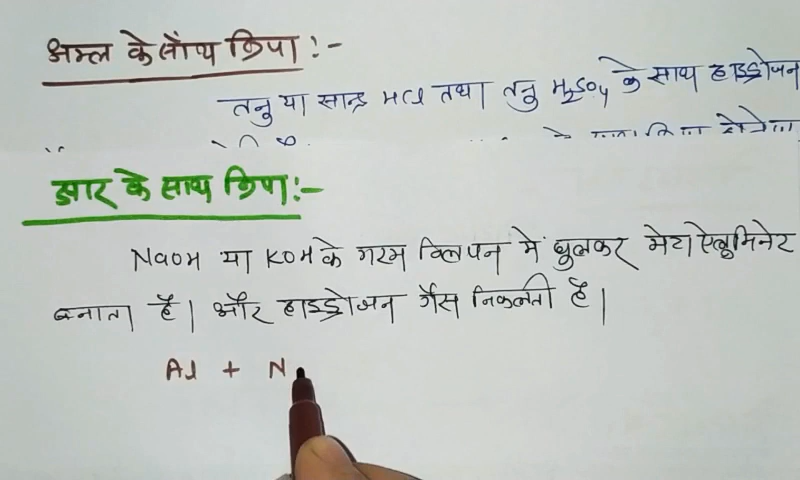 अम्ल के साथ क्रिया :-
तनु या सान्द्र HCl तथा तनु H₂SO₄ के साथ हाइड्रोजन
क्षार के साथ क्रिया :-
NaOH या KOH के गरम विलयन में घुलकर मेटाऐलुमिनेट
बनाता है। और हाइड्रोजन गैस निकलती है।
Al + N